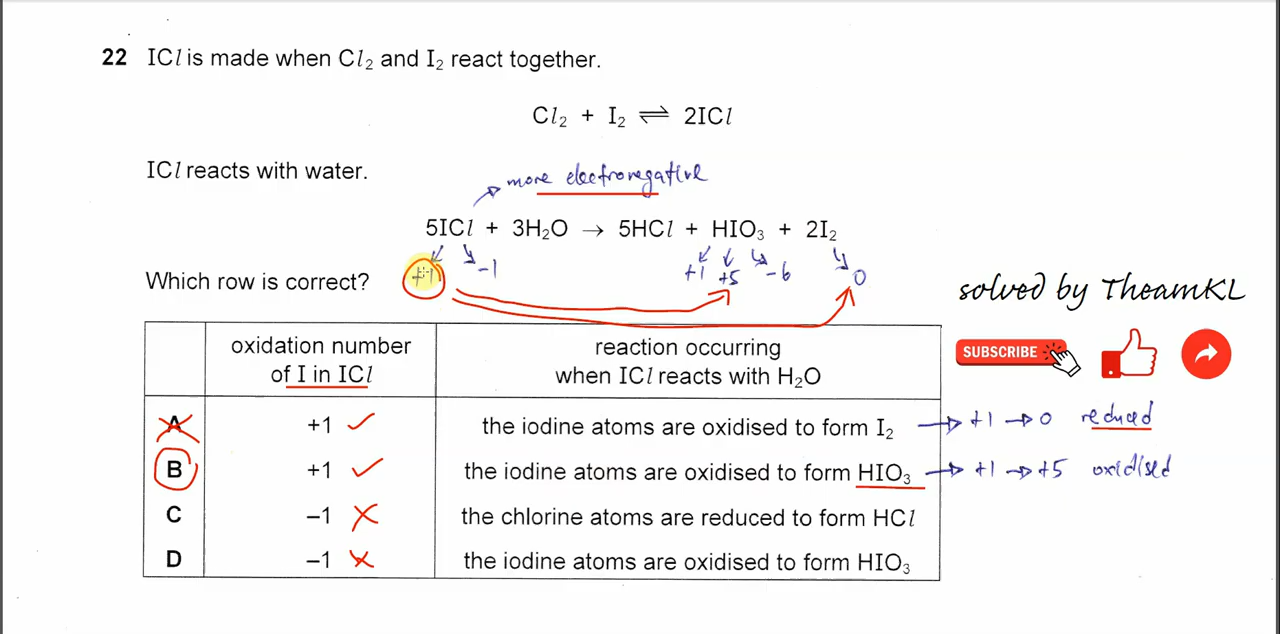 22 ICl is made when Cl₂ and I₂ react together.
Cl₂ + I₂ ⇌ 2ICl
ICl reacts with water.
more electronegative
5ICl + 3H₂O → 5HCl + HIO₃ + 2I₂
+1 -1 +1 +5 -6 0
Which row is correct?
solved by TheamKL
SUBSCRIBE
oxidation number of I in ICl
reaction occurring when ICl reacts with H₂O
A +1 ✓ the iodine atoms are oxidised to form I₂ → +1 → 0 reduced
B +1 ✓ the iodine atoms are oxidised to form HIO₃ → +1 → +5 oxidised
C –1 ✗ the chlorine atoms are reduced to form HCl
D –1 ✗ the iodine atoms are oxidised to form HIO₃